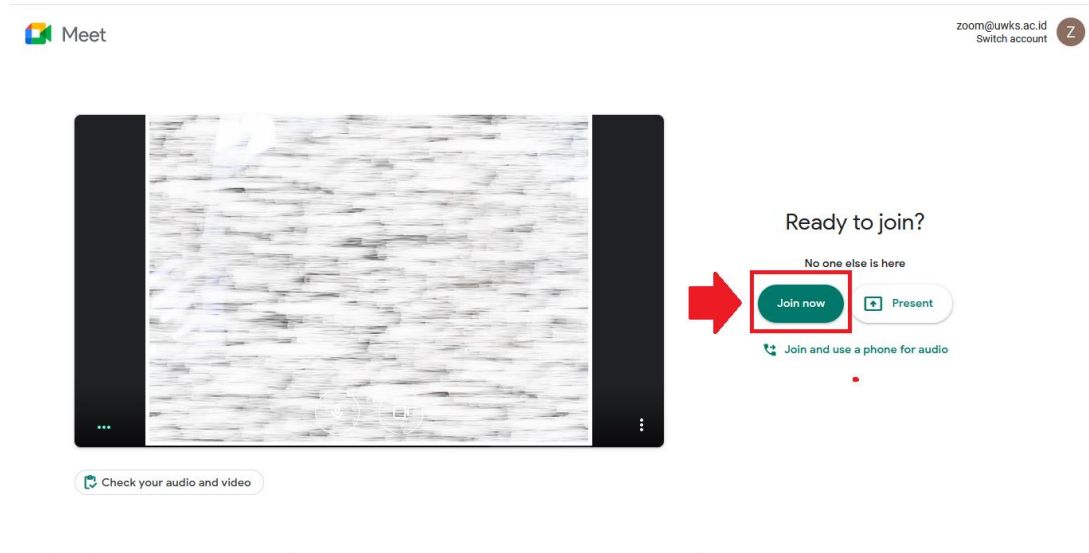 Meet
zoom@uwks.ac.id
Switch account
Z
Ready to join?
No one else is here
Join now
Present
Join and use a phone for audio
Check your audio and video